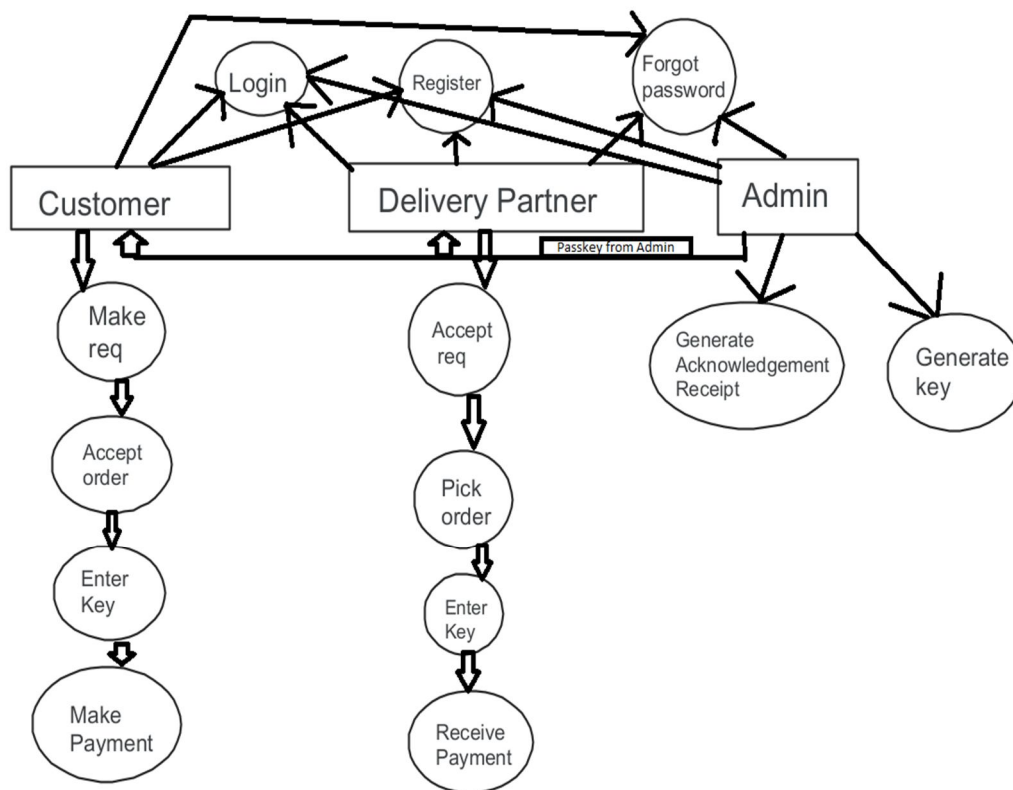 Login
Register
Forgot
password
Customer
Delivery Partner
Admin
Passkey from Admin
Make
req
Accept
req
Generate
Acknowledgement
Receipt
Generate
key
Accept
order
Pick
order
Enter
Key
Enter
Key
Make
Payment
Receive
Payment